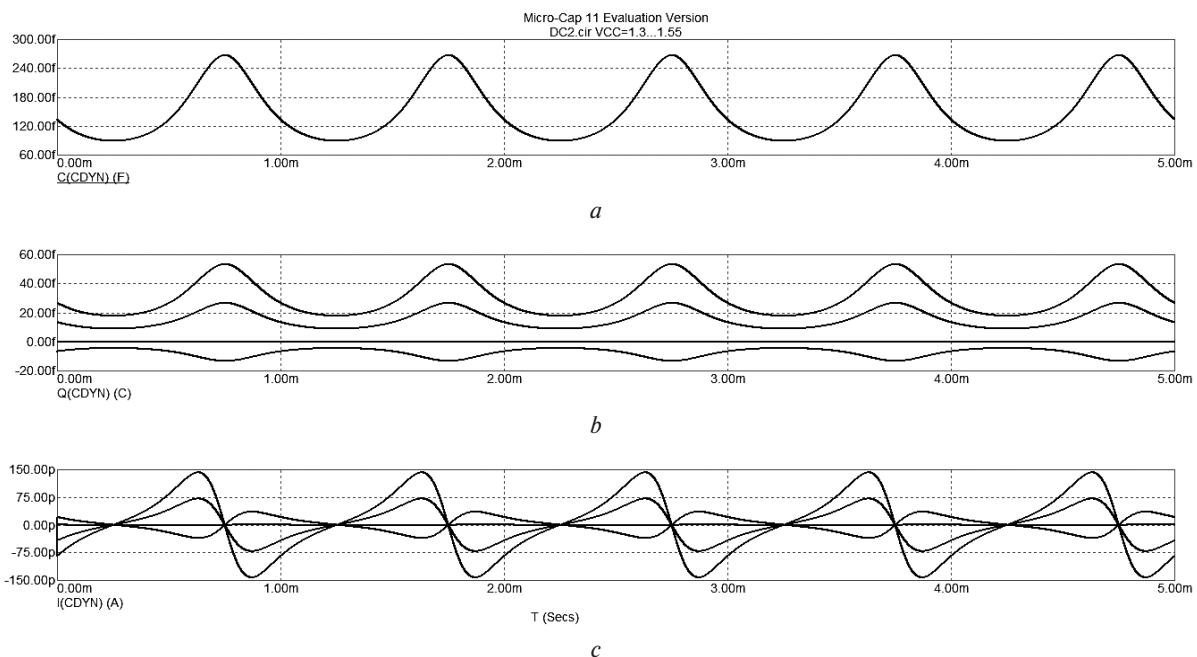 Micro-Cap 11 Evaluation Version
DC2.cir VCC=1.3...1.55
300.00f
240.00f
180.00f
120.00f
60.00f
0.00m 1.00m 2.00m 3.00m 4.00m 5.00m
C(CDYN) (F)
a
60.00f
40.00f
20.00f
0.00f
-20.00f
0.00m 1.00m 2.00m 3.00m 4.00m 5.00m
Q(CDYN) (C)
b
150.00p
75.00p
0.00p
-75.00p
-150.00p
0.00m 1.00m 2.00m 3.00m 4.00m 5.00m
I(CDYN) (A)
T (Secs)
c